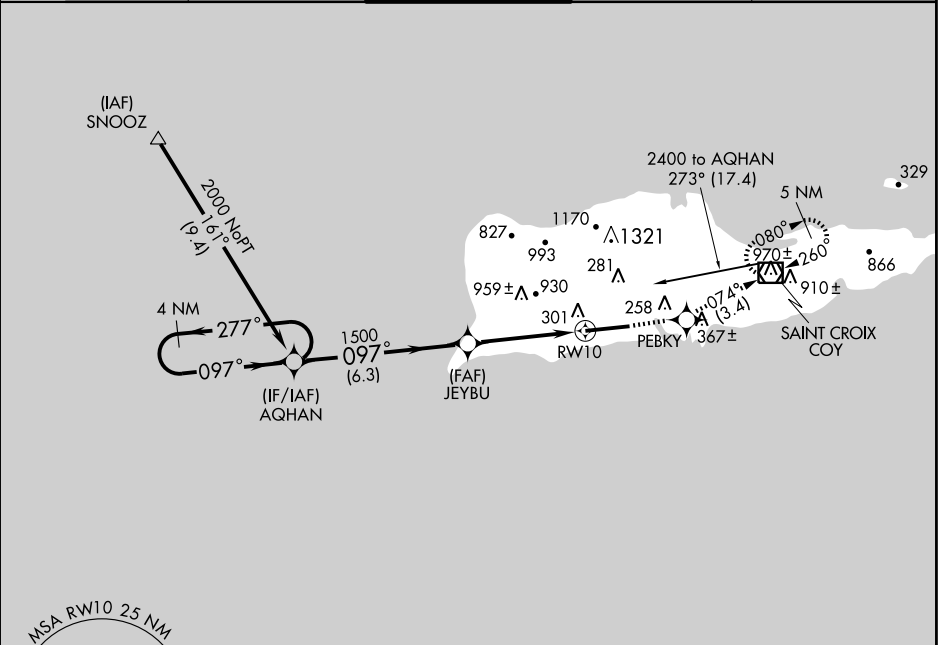 (IAF)
SNOOZ
2000 NoPT
161°
(9.4)
4 NM
277°
097°
(IF/IAF)
AQHAN
1500
097°
(6.3)
(FAF)
JEYBU
827
993
1170
1321
959±
930
281
301
258
RW10
PEBKY
367±
2400 to AQHAN
273° (17.4)
5 NM
329
080°
260°
970±
866
910±
074°
(3.4)
SAINT CROIX
COY
MSA RW10 25 NM